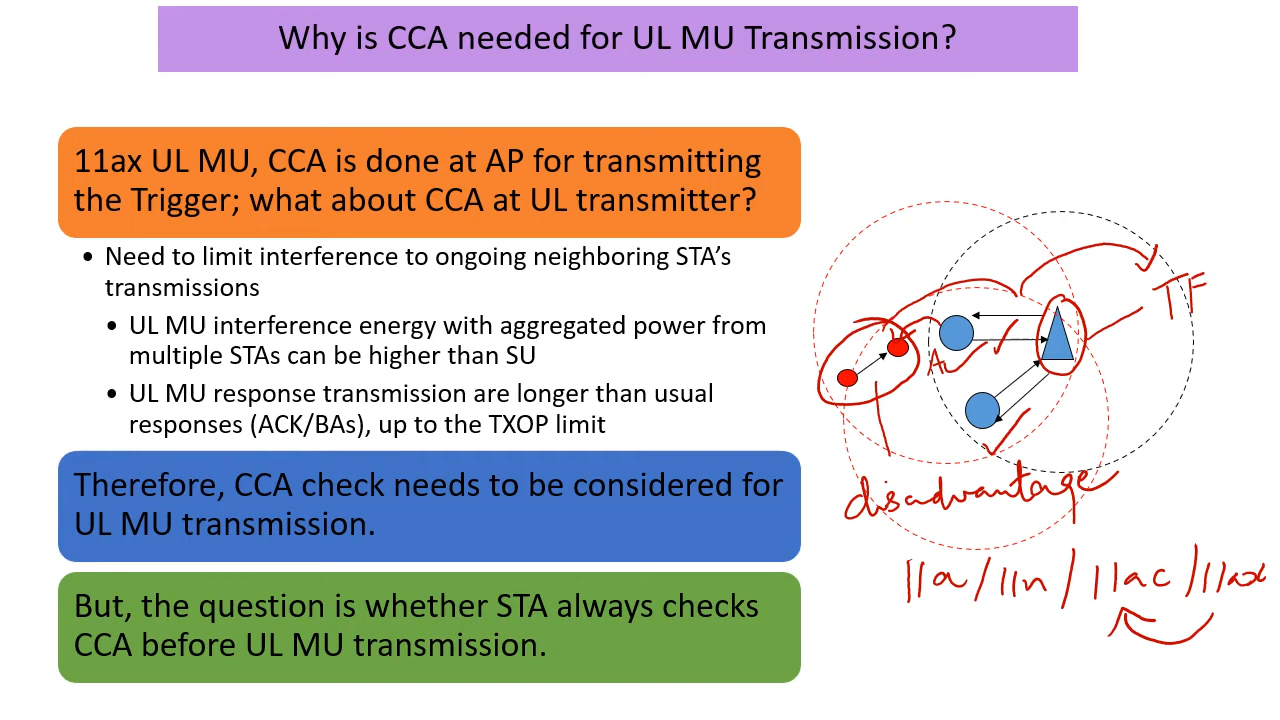 Why is CCA needed for UL MU Transmission?
11ax UL MU, CCA is done at AP for transmitting
the Trigger; what about CCA at UL transmitter?
• Need to limit interference to ongoing neighboring STA’s
transmissions
• UL MU interference energy with aggregated power from
multiple STAs can be higher than SU
• UL MU response transmission are longer than usual
responses (ACK/BAs), up to the TXOP limit
Therefore, CCA check needs to be considered for
UL MU transmission.
But, the question is whether STA always checks
CCA before UL MU transmission.
TF
disadvantage
11a/11n/11ac/11ax